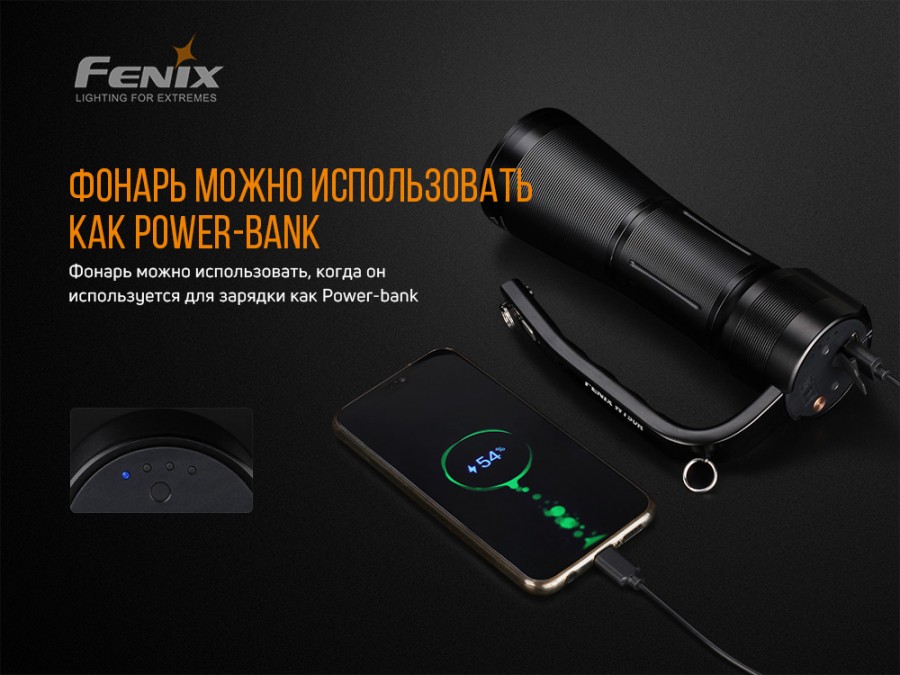 FENIX
LIGHTING FOR EXTREMES
ФОНАРЬ МОЖНО ИСПОЛЬЗОВАТЬ
КАК POWER-BANK
Фонарь можно использовать, когда он
используется для зарядки как Power-bank
54%
FENIX